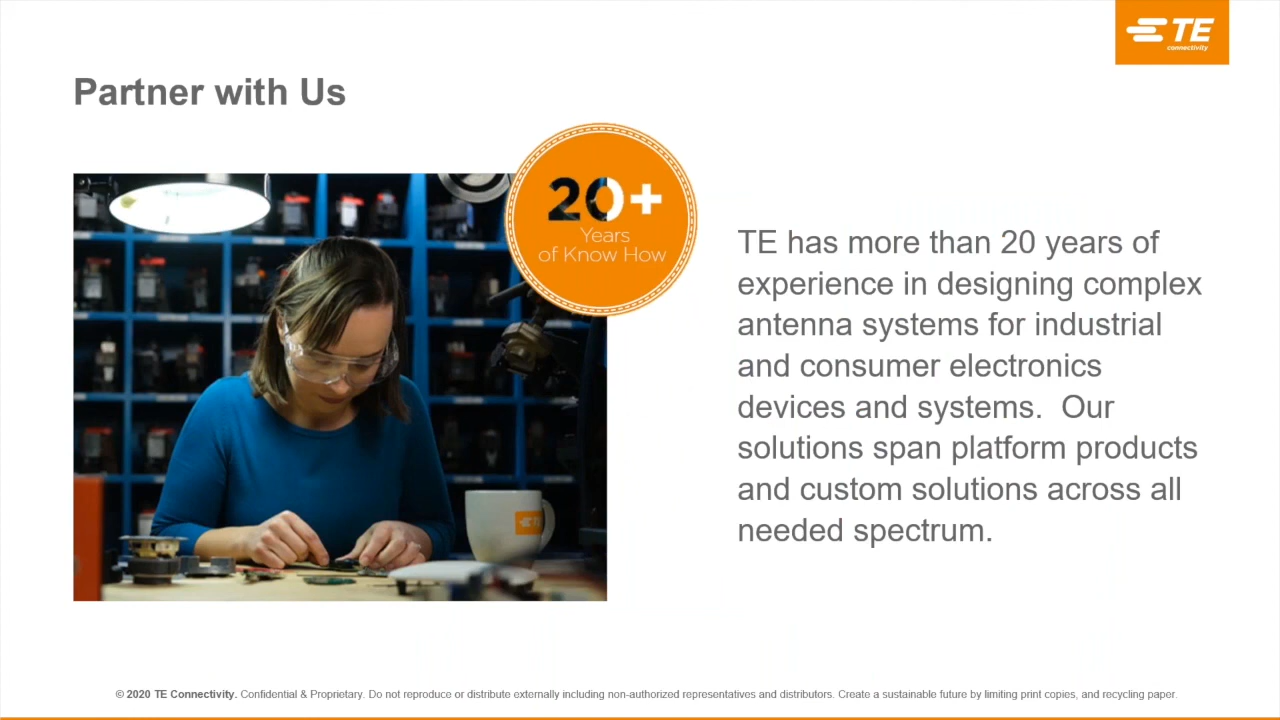 TE
connectivity
Partner with Us
20+
Years
of Know How
TE has more than 20 years of
experience in designing complex
antenna systems for industrial
and consumer electronics
devices and systems.  Our
solutions span platform products
and custom solutions across all
needed spectrum.
TE
© 2020 TE Connectivity. Confidential & Proprietary. Do not reproduce or distribute externally including non-authorized representatives and distributors. Create a sustainable future by limiting print copies, and recycling paper.